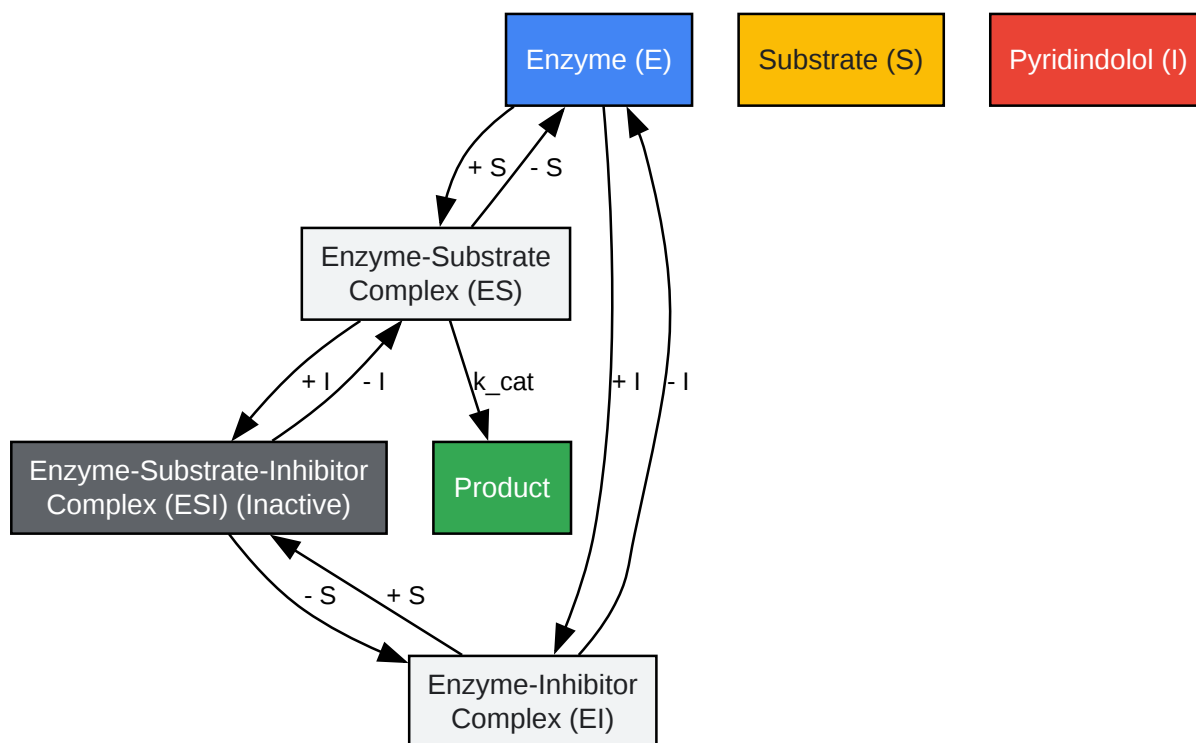 Enzyme (E)
Substrate (S)
Pyridindolol (I)
+ S
- S
Enzyme-Substrate
Complex (ES)
+ I
- I
k_cat
+ I
- I
Enzyme-Substrate-Inhibitor
Complex (ESI) (Inactive)
Product
- S
+ S
Enzyme-Inhibitor
Complex (EI)